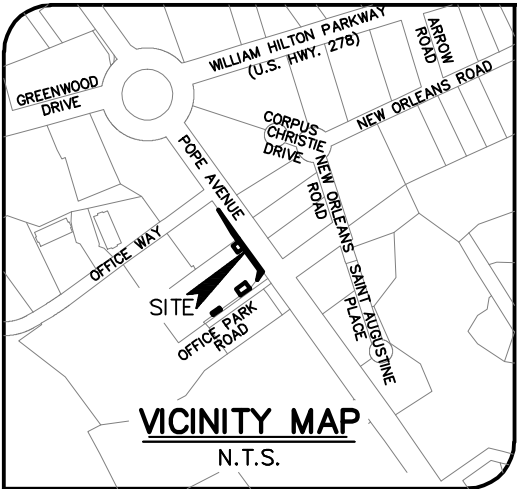 WILLIAM HILTON PARKWAY
(U.S. HWY. 278)
ARROW
ROAD
GREENWOOD
DRIVE
NEW ORLEANS ROAD
CORPUS
CHRISTIE
DRIVE
POPE AVENUE
NEW ORLEANS
ROAD
OFFICE WAY
SAINT AUGUSTINE
PLACE
SITE
OFFICE PARK
ROAD
VICINITY MAP
N.T.S.